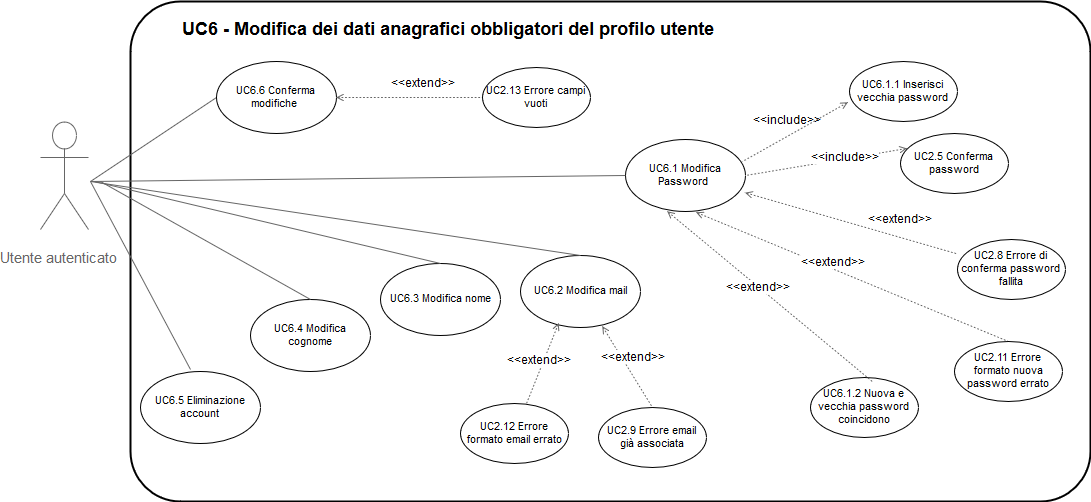 UC6 - Modifica dei dati anagrafici obbligatori del profilo utente
UC6.6 Conferma
modifiche
<<extend>>
UC2.13 Errore campi
vuoti
UC6.1.1 Inserisci
vecchia password
<<include>>
UC6.1 Modifica
Password
<<include>>
UC2.5 Conferma
password
Utente autenticato
<<extend>>
UC2.8 Errore di
conferma password
fallita
<<extend>>
<<extend>>
UC6.3 Modifica nome
UC6.2 Modifica mail
UC6.4 Modifica
cognome
<<extend>>
<<extend>>
UC2.11 Errore
formato nuova
password errato
UC6.5 Eliminazione
account
UC6.1.2 Nuova e
vecchia password
coincidono
UC2.12 Errore
formato email errato
UC2.9 Errore email
già associata